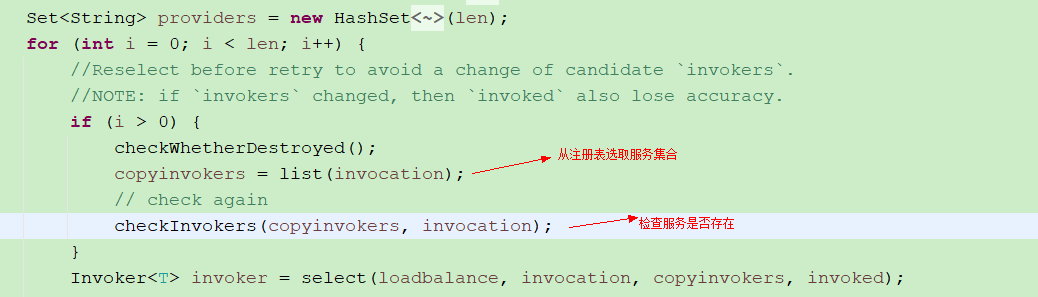 Set<String> providers = new HashSet<~>(len);
for (int i = 0; i < len; i++) {
//Reselect before retry to avoid a change of candidate `invokers`.
//NOTE: if `invokers` changed, then `invoked` also lose accuracy.
if (i > 0) {
checkWhetherDestroyed();
copyinvokers = list(invocation);
从注册表选取服务集合
// check again
checkInvokers(copyinvokers, invocation);
检查服务是否存在
}
Invoker<T> invoker = select(loadbalance, invocation, copyinvokers, invoked);